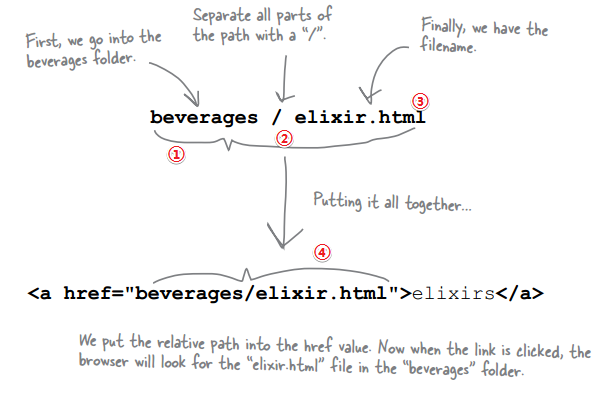 First, we go into the
beverages folder.
Separate all parts of
the path with a "/".
Finally, we have the
filename.
beverages / elixir.html
①
②
③
Putting it all together...
④
<a href="beverages/elixir.html">elixirs</a>
We put the relative path into the href value. Now when the link is clicked, the
browser will look for the "elixir.html" file in the "beverages" folder.